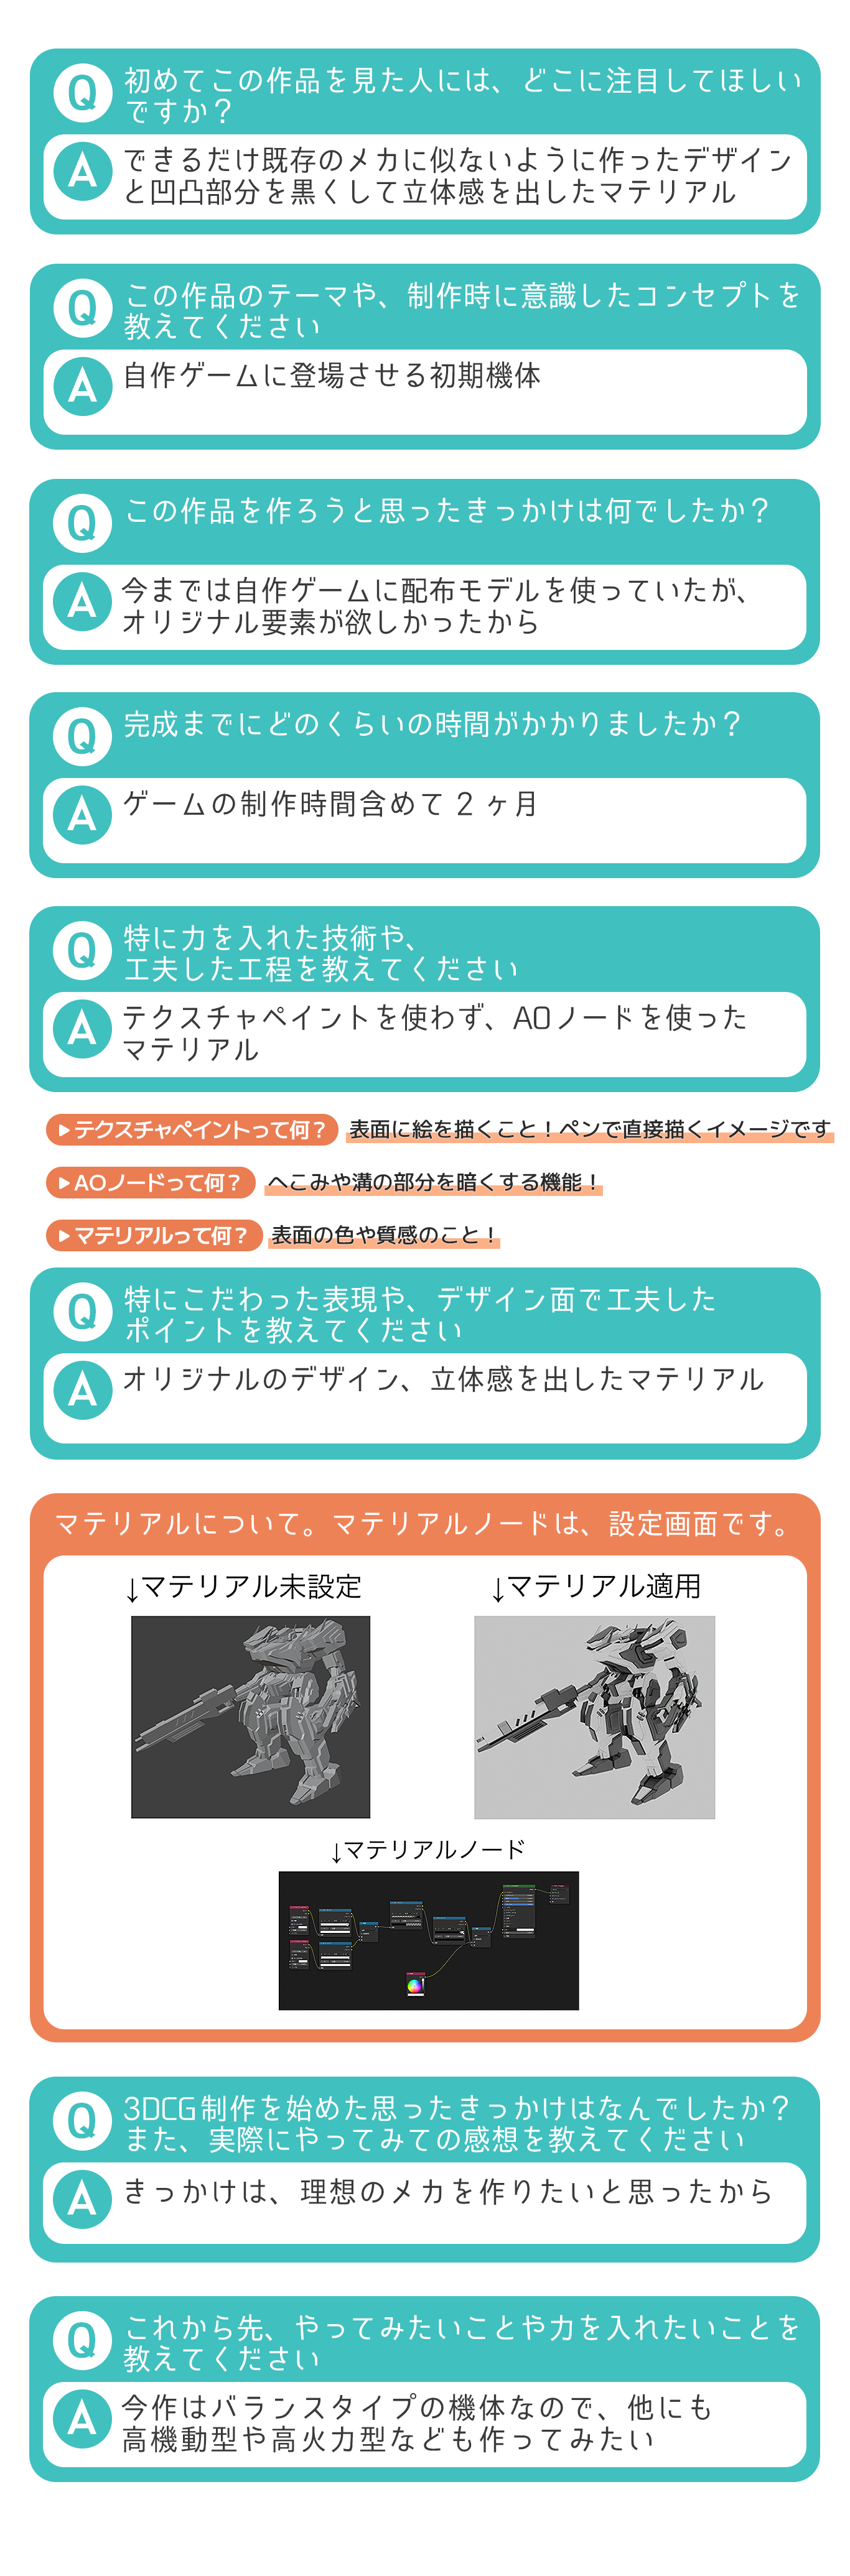 Q 初めてこの作品を見た人には、どこに注目してほしい
ですか？
A できるだけ既存のメカに似ないように作ったデザイン
と凹凸部分を黒くして立体感を出したマテリアル
Q この作品のテーマや、制作時に意識したコンセプトを
教えてください
A 自作ゲームに登場させる初期機体
Q この作品を作ろうと思ったきっかけは何でしたか？
A 今までは自作ゲームに配布モデルを使っていたが、
オリジナル要素が欲しかったから
Q 完成までにどのくらいの時間がかかりましたか？
A ゲームの制作時間含めて 2 ヶ月
Q 特に力を入れた技術や、
工夫した工程を教えてください
A テクスチャペイントを使わず、AOノードを使った
マテリアル
▶テクスチャペイントって何？ 表面に絵を描くこと！ペンで直接描くイメージです
▶AOノードって何？ へこみや溝の部分を暗くする機能！
▶マテリアルって何？ 表面の色や質感のこと！
Q 特にこだわった表現や、デザイン面で工夫した
ポイントを教えてください
A オリジナルのデザイン、立体感を出したマテリアル
マテリアルについて。マテリアルノードは、設定画面です。
↓マテリアル未設定 ↓マテリアル適用
↓マテリアルノード
Q 3DCG制作を始めた思ったきっかけはなんでしたか？
また、実際にやってみての感想を教えてください
A きっかけは、理想のメカを作りたいと思ったから
Q これから先、やってみたいことや力を入れたいことを
教えてください
A 今作はバランスタイプの機体なので、他にも
高機動型や高火力型なども作ってみたい